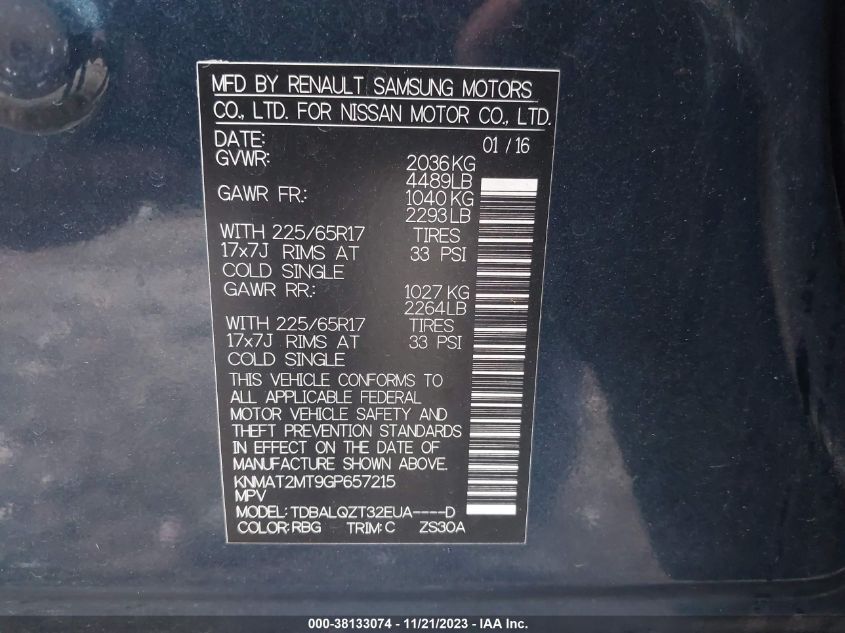 MFD BY RENAULT SAMSUNG MOTORS
CO., LTD. FOR NISSAN MOTOR CO., LTD.
DATE: 01 / 16
GVWR: 2036 KG
4489LB
GAWR FR: 1040 KG
2293 LB
WITH 225/65R17 TIRES
17x7J RIMS AT 33 PSI
COLD SINGLE
GAWR RR: 1027 KG
2264LB
WITH 225/65R17 TIRES
17x7J RIMS AT 33 PSI
COLD SINGLE
THIS VEHICLE CONFORMS TO
ALL APPLICABLE FEDERAL
MOTOR VEHICLE SAFETY AND
THEFT PREVENTION STANDARDS
IN EFFECT ON THE DATE OF
MANUFACTURE SHOWN ABOVE.
KNMAT2MT9GP657215
MPV
MODEL: TDBALQZT32EUA----D
COLOR:RBG TRIM: C ZS30A
000-38133074 - 11/21/2023 - IAA Inc.